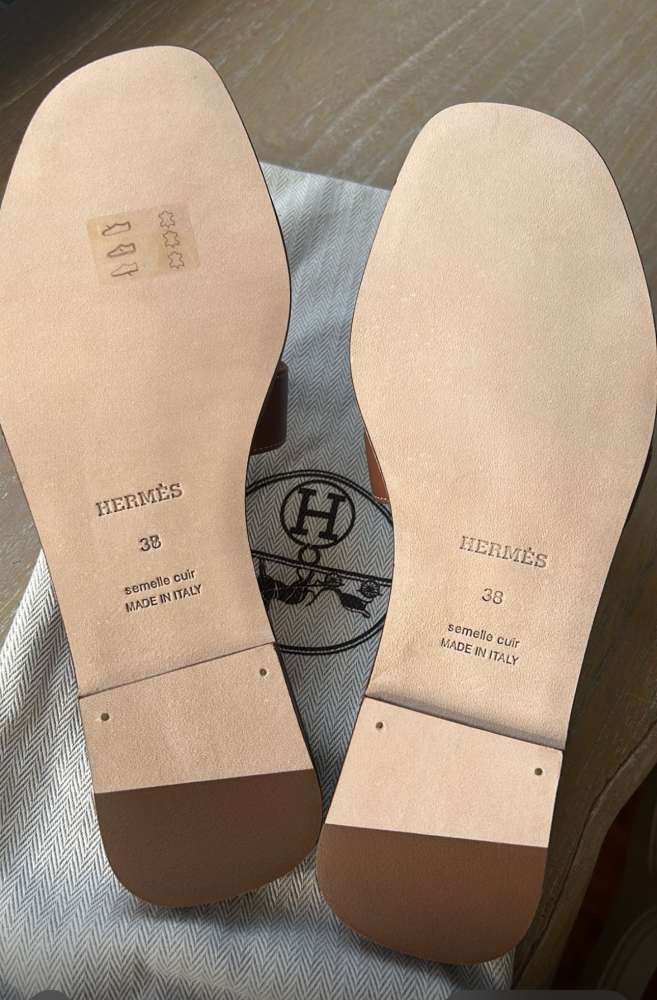 HERMÈS
38
semelle cuir
MADE IN ITALY
H
HERMÈS
38
semelle cuir
MADE IN ITALY